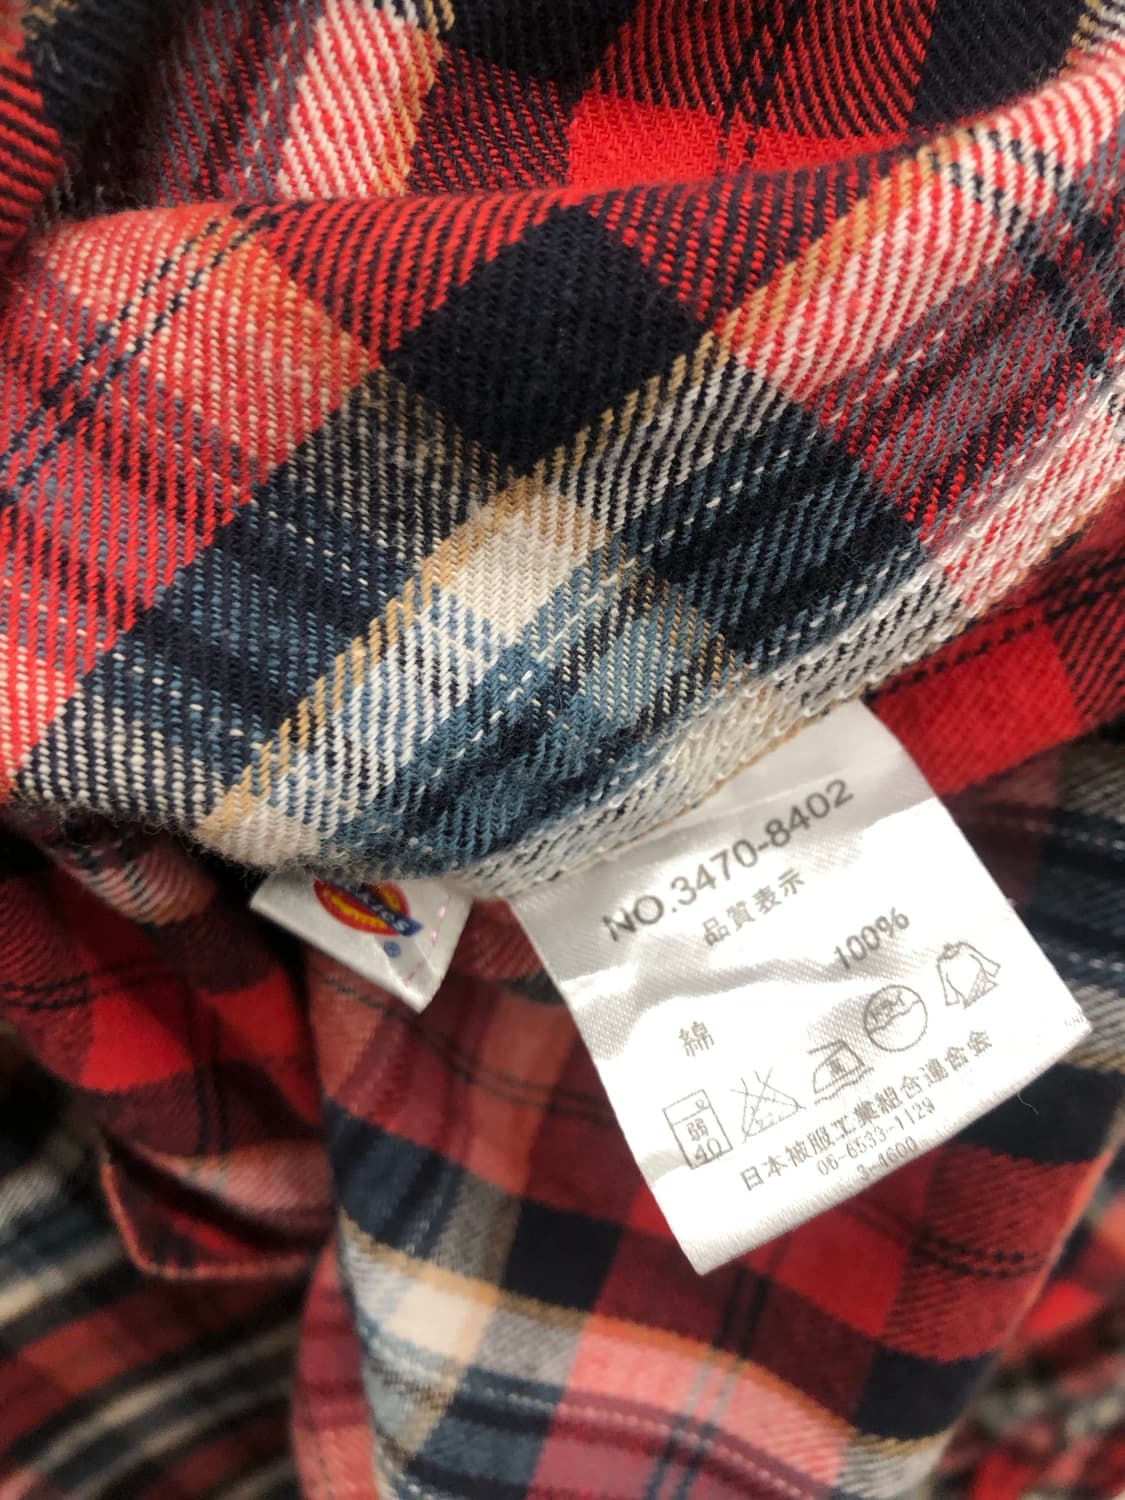 NO.3470-8402
品質表示
綿 100%
弱
40
日本被服工業組合連合会
06-6533-1129
3-4600
Dickies
®